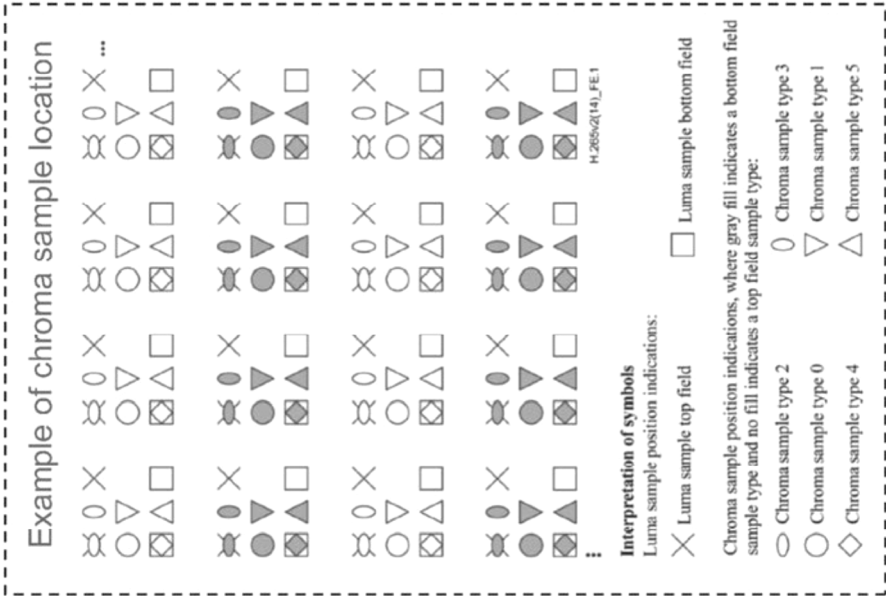 Example of chroma sample location
...
H.265v2(14)_FE.1
Interpretation of symbols
Luma sample position indications:
Luma sample top field
Luma sample bottom field
Chroma sample position indications, where gray fill indicates a bottom field
sample type and no fill indicates a top field sample type:
Chroma sample type 2
Chroma sample type 3
Chroma sample type 0
Chroma sample type 1
Chroma sample type 4
Chroma sample type 5